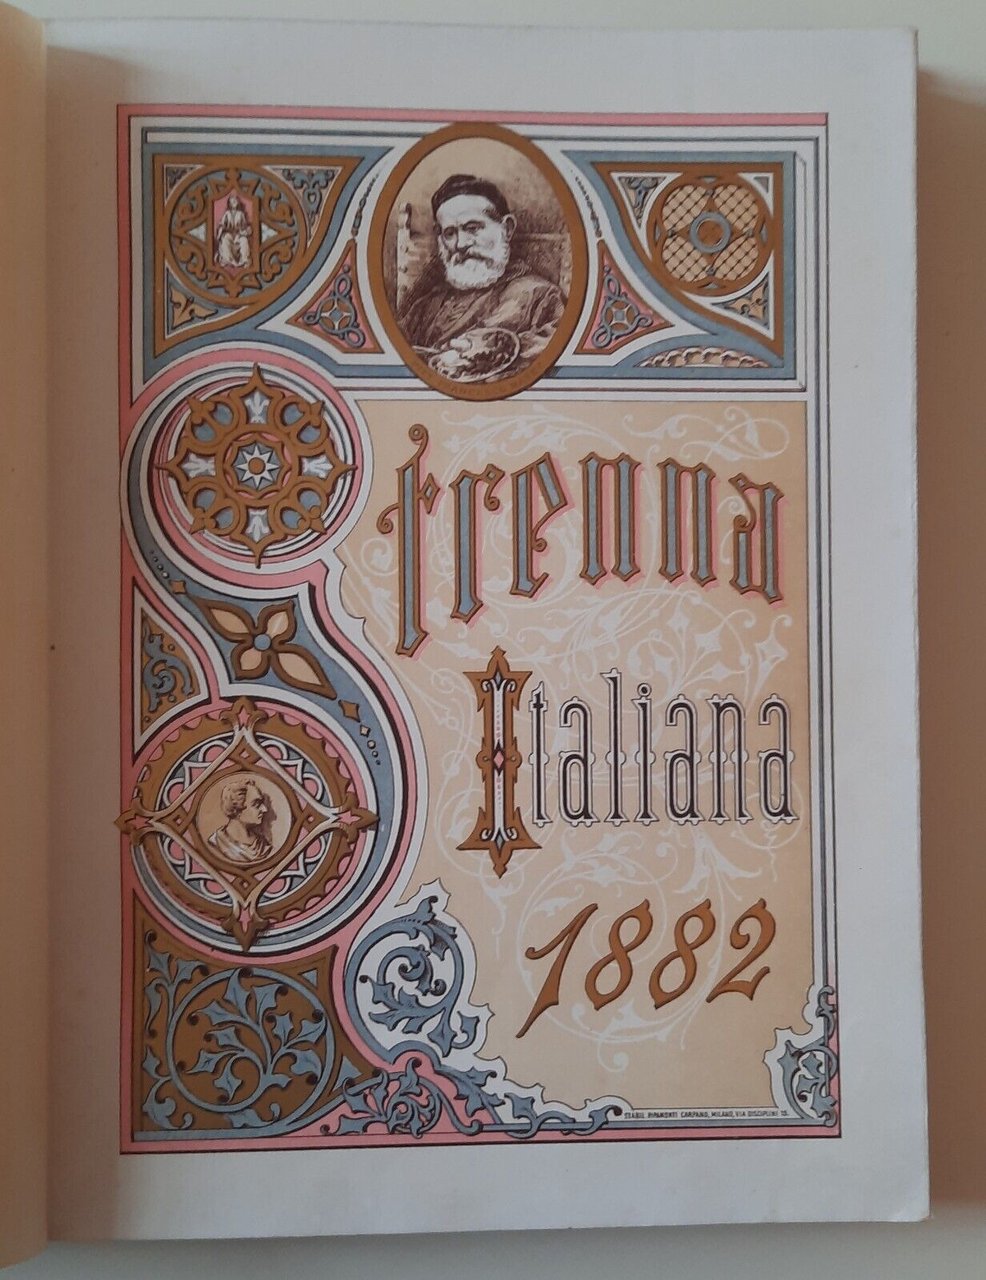 Strenna
Italiana
1882
STABIL. RIPAMONTI CARPANO, MILANO, VIA DISCIPLINI 15.